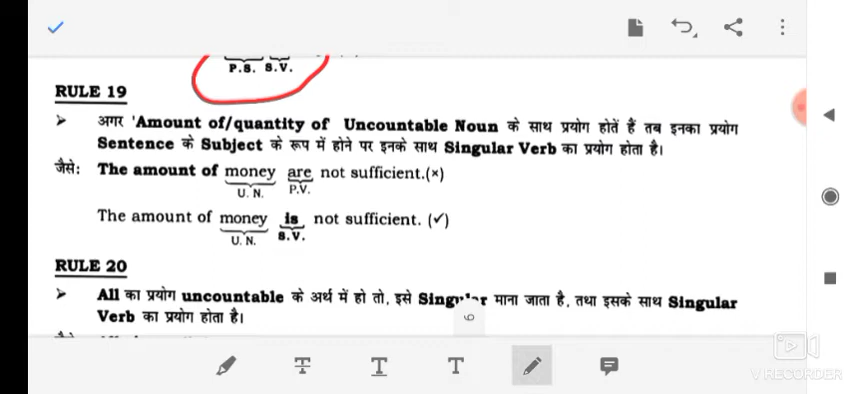 P.S. S.V.
RULE 19
➤ अगर 'Amount of/quantity of Uncountable Noun के साथ प्रयोग होतें हैं तब इनका प्रयोग
Sentence के Subject के रूप में होने पर इनके साथ Singular Verb का प्रयोग होता है।
जैसे: The amount of money are not sufficient.(×)
U. N. P.V.
The amount of money is not sufficient. (✓)
U. N. S.V.
RULE 20
➤ All का प्रयोग uncountable के अर्थ में हो तो, इसे Singular माना जाता है, तथा इसके साथ Singular
Verb का प्रयोग होता है।
T T T
V RECORDER